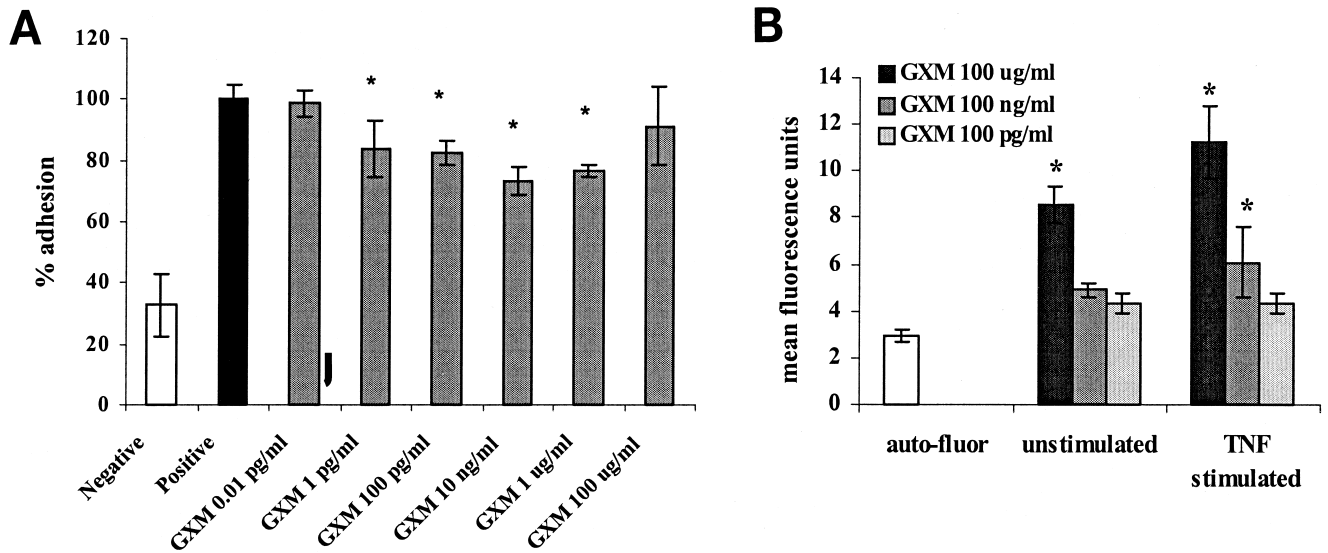 A
120
100
80
60
40
20
0
% adhesion
* * * *
Negative
Positive
GXM 0.01 pg/ml
GXM 1 pg/ml
GXM 100 pg/ml
GXM 10 ng/ml
GXM 1 ug/ml
GXM 100 ug/ml
B
GXM 100 ug/ml
GXM 100 ng/ml
GXM 100 pg/ml
14
12
10
8
6
4
2
0
mean fluorescence units
* * *
auto-fluor unstimulated TNF
stimulated